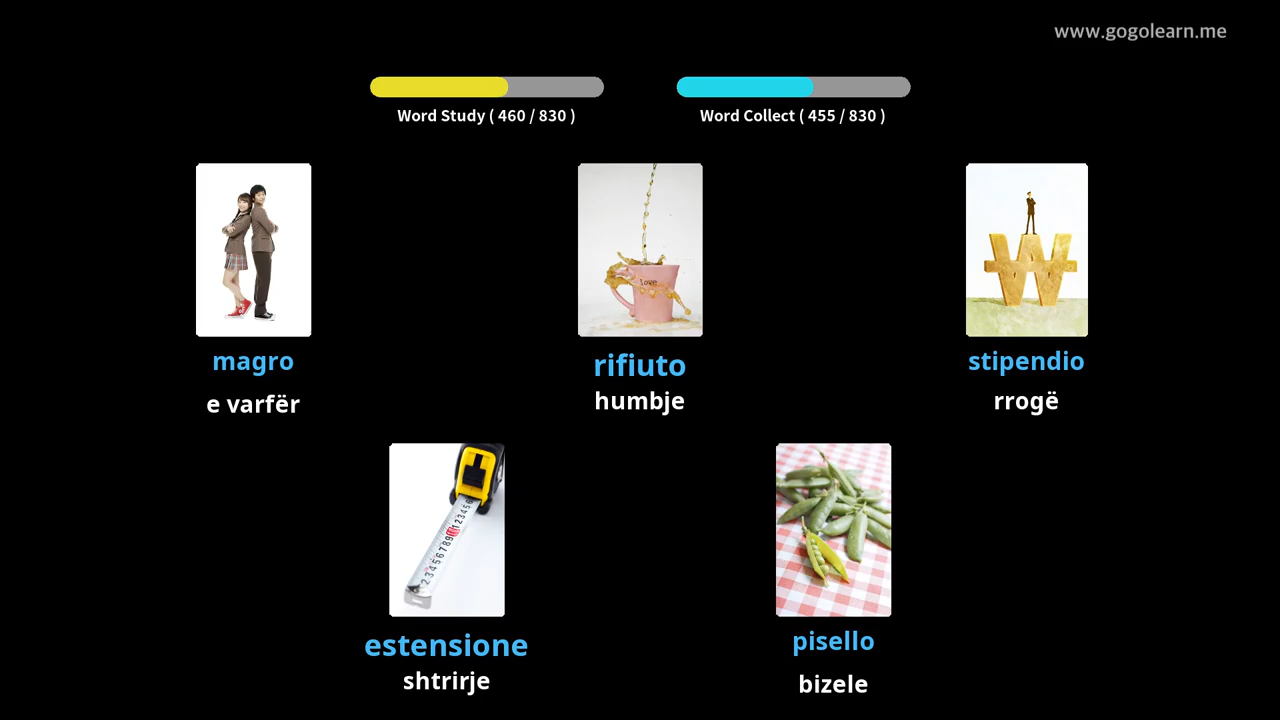 www.gogolearn.me
Word Study ( 460 / 830 )
Word Collect ( 455 / 830 )
love
magro
e varfër
rifiuto
humbje
stipendio
rrogë
estensione
shtrirje
pisello
bizele